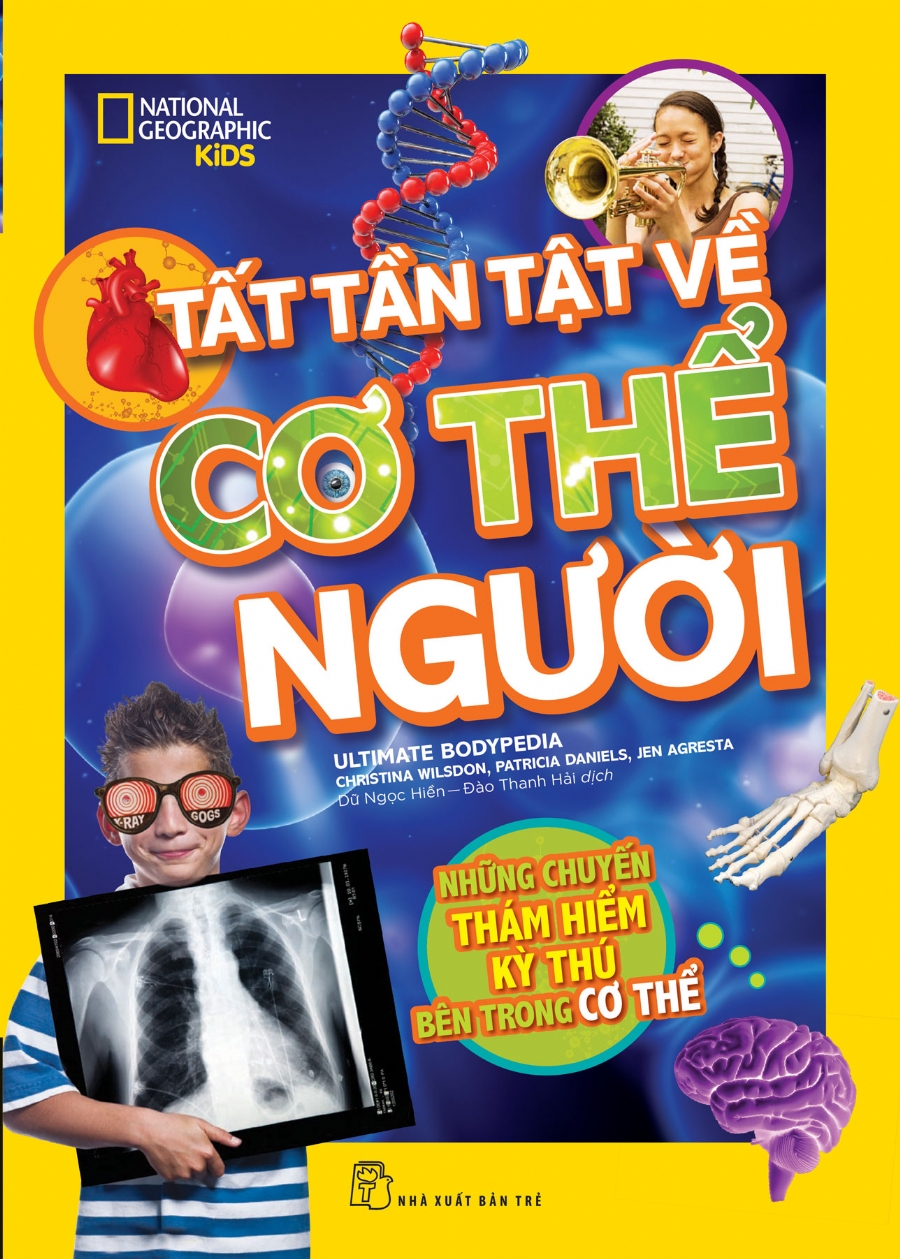 NATIONAL
GEOGRAPHIC
KiDS
TẤT TẦN TẬT VỀ
CƠ THỂ
NGƯỜI
ULTIMATE BODYPEDIA
CHRISTINA WILSDON, PATRICIA DANIELS, JEN AGRESTA
Dữ Ngọc Hiền — Đào Thanh Hải dịch
X-RAY GOGS
L
NHỮNG CHUYẾN
THÁM HIỂM
KỲ THÚ
BÊN TRONG CƠ THỂ
T
NHÀ XUẤT BẢN TRẺ